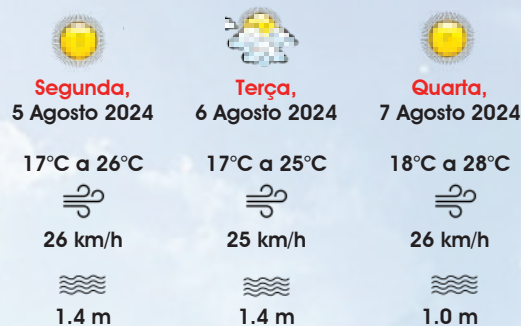 Segunda,
5 Agosto 2024
17°C a 26°C
26 km/h
1.4 m
Terça,
6 Agosto 2024
17°C a 25°C
25 km/h
1.4 m
Quarta,
7 Agosto 2024
18°C a 28°C
26 km/h
1.0 m